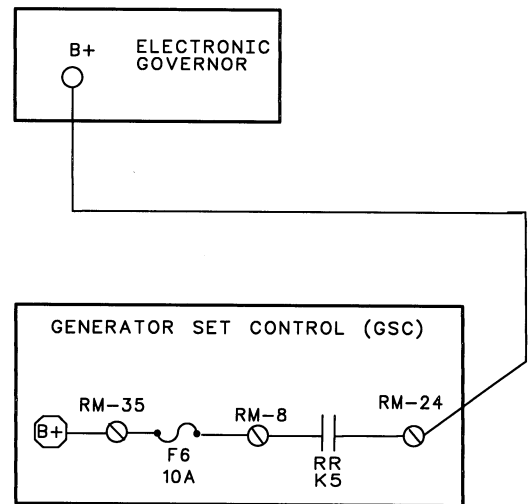 B+
ELECTRONIC
GOVERNOR
GENERATOR SET CONTROL (GSC)
B+
RM-35
F6
10A
RM-8
RR
K5
RM-24